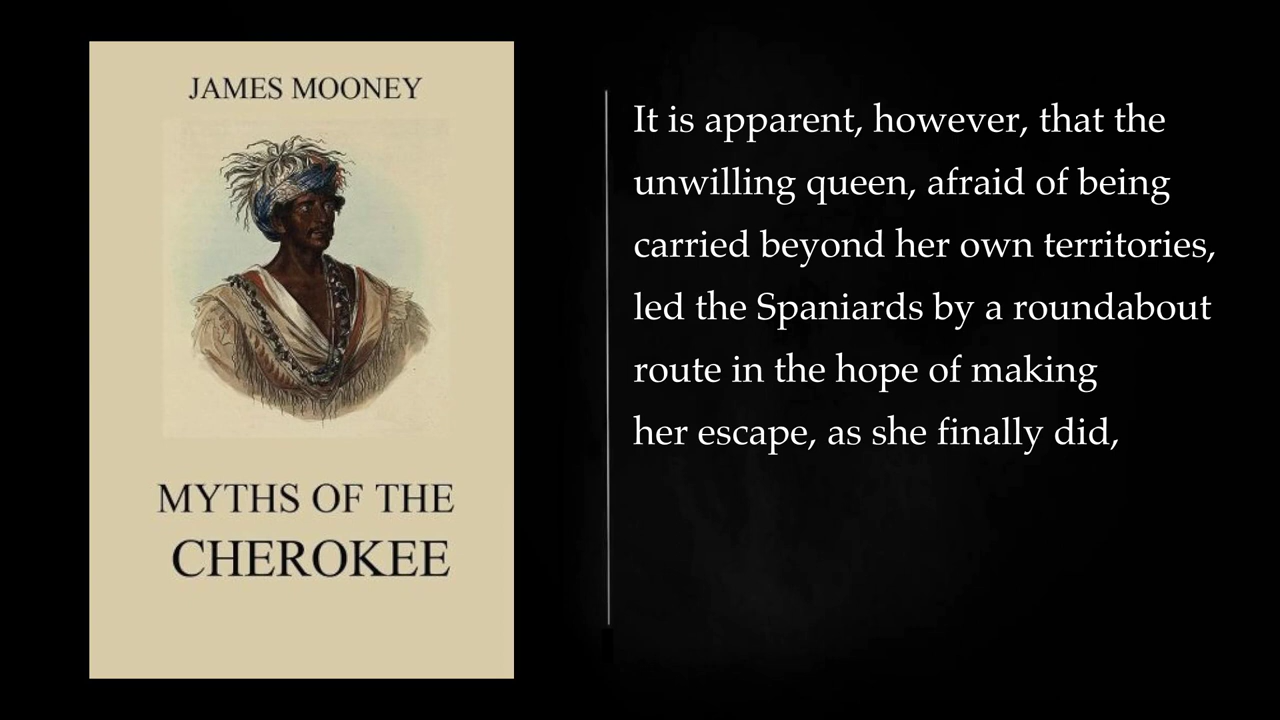 JAMES MOONEY
MYTHS OF THE
CHEROKEE
It is apparent, however, that the
unwilling queen, afraid of being
carried beyond her own territories,
led the Spaniards by a roundabout
route in the hope of making
her escape, as she finally did,